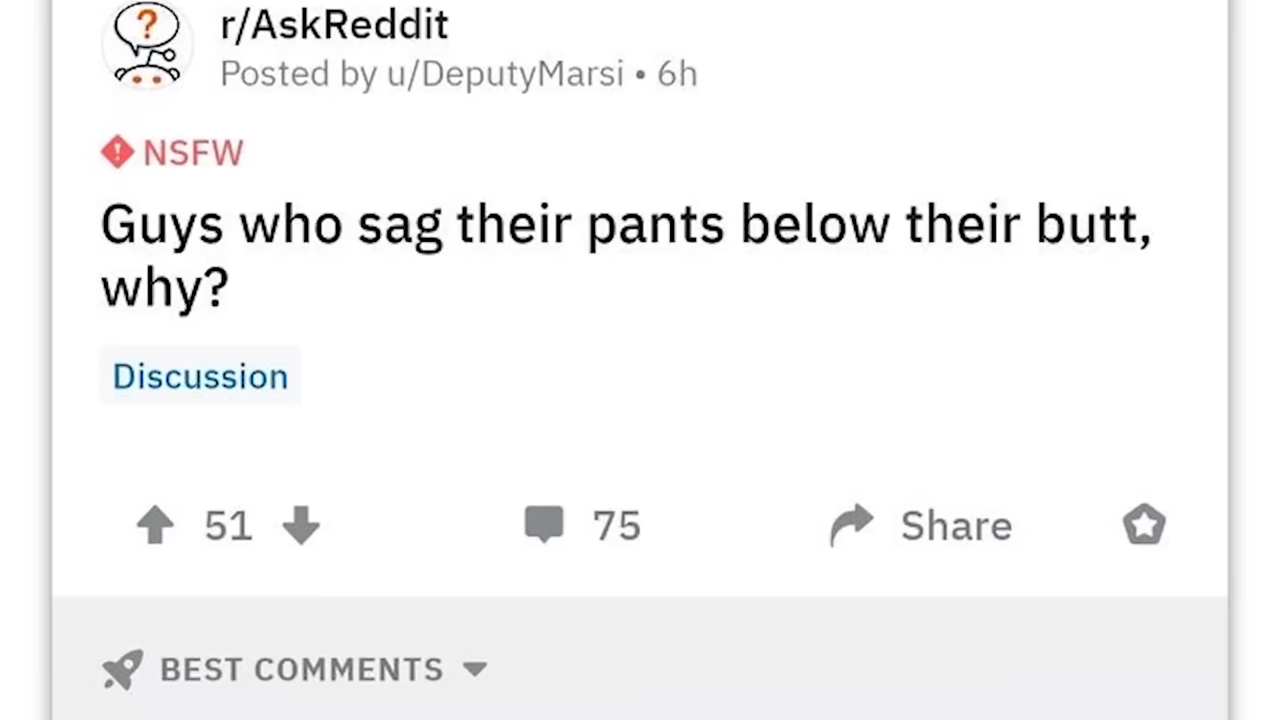 r/AskReddit
Posted by u/DeputyMarsi • 6h
NSFW
Guys who sag their pants below their butt,
why?
Discussion
51 75 Share
BEST COMMENTS